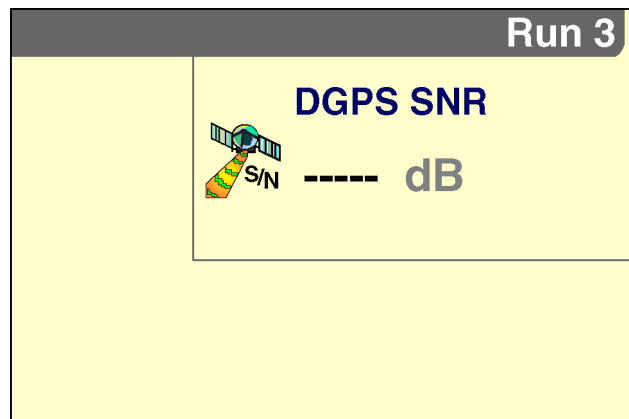 Run 3
DGPS SNR
S/N ----- dB